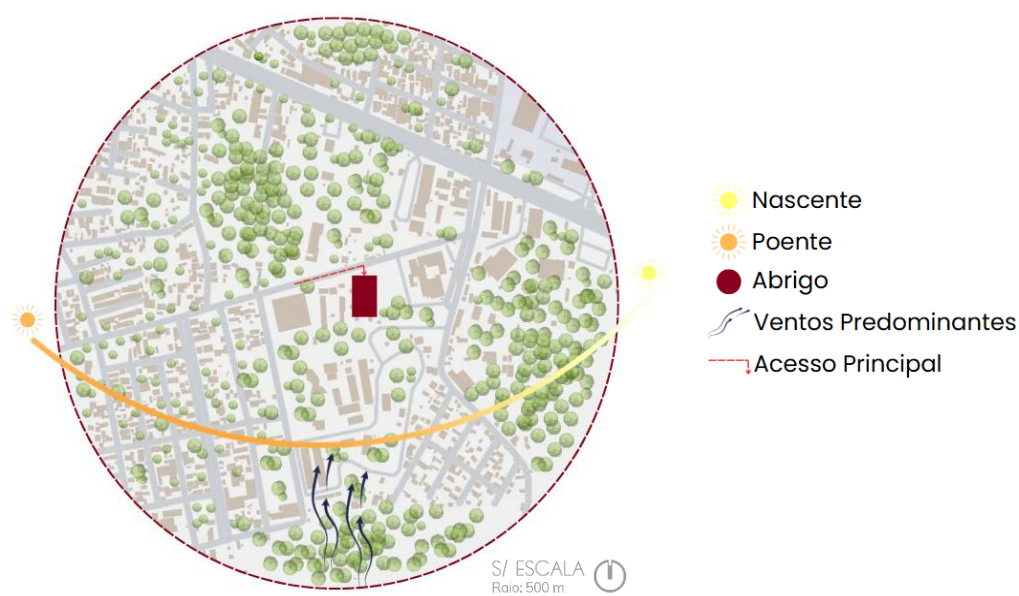 Nascente
Poente
Abrigo
Ventos Predominantes
Acesso Principal
S/ ESCALA
Raio: 500 m